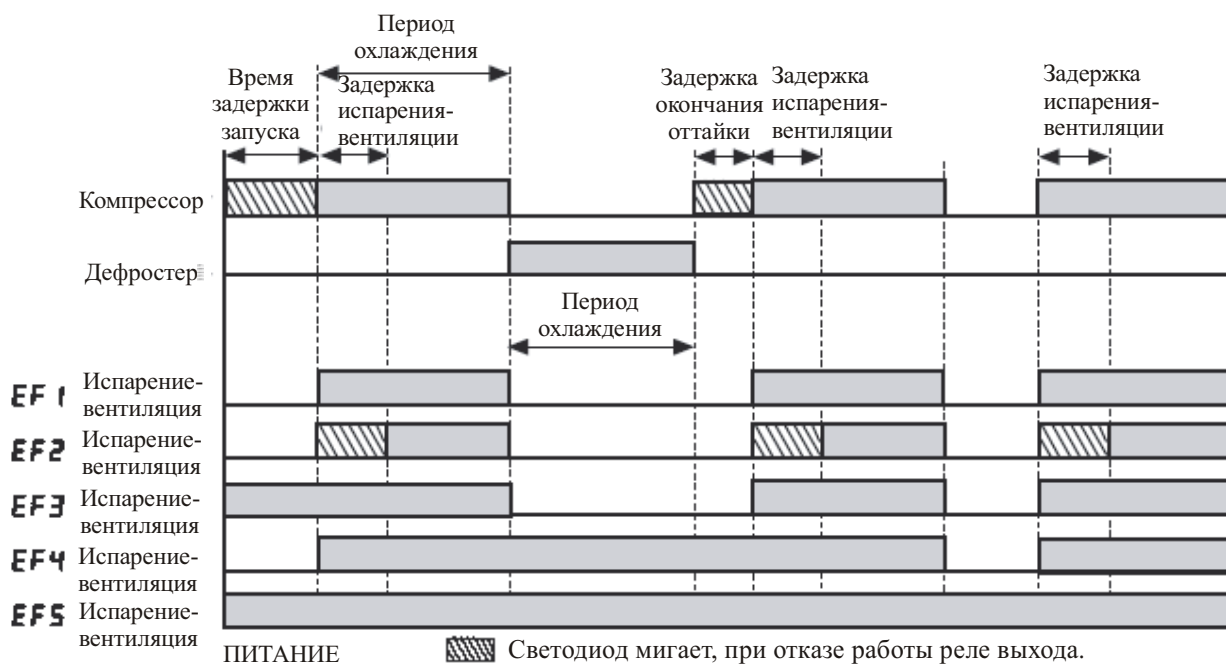 Период
охлаждения
Время
задержки
запуска
Задержка
испарения-
вентиляции
Задержка
окончания
оттайки
Задержка
испарения-
вентиляции
Задержка
испарения-
вентиляции
Компрессор
Дефростер
Период
охлаждения
EF1 Испарение-
вентиляция
EF2 Испарение-
вентиляция
EF3 Испарение-
вентиляция
EF4 Испарение-
вентиляция
EF5 Испарение-
вентиляция
ПИТАНИЕ
Светодиод мигает, при отказе работы реле выхода.